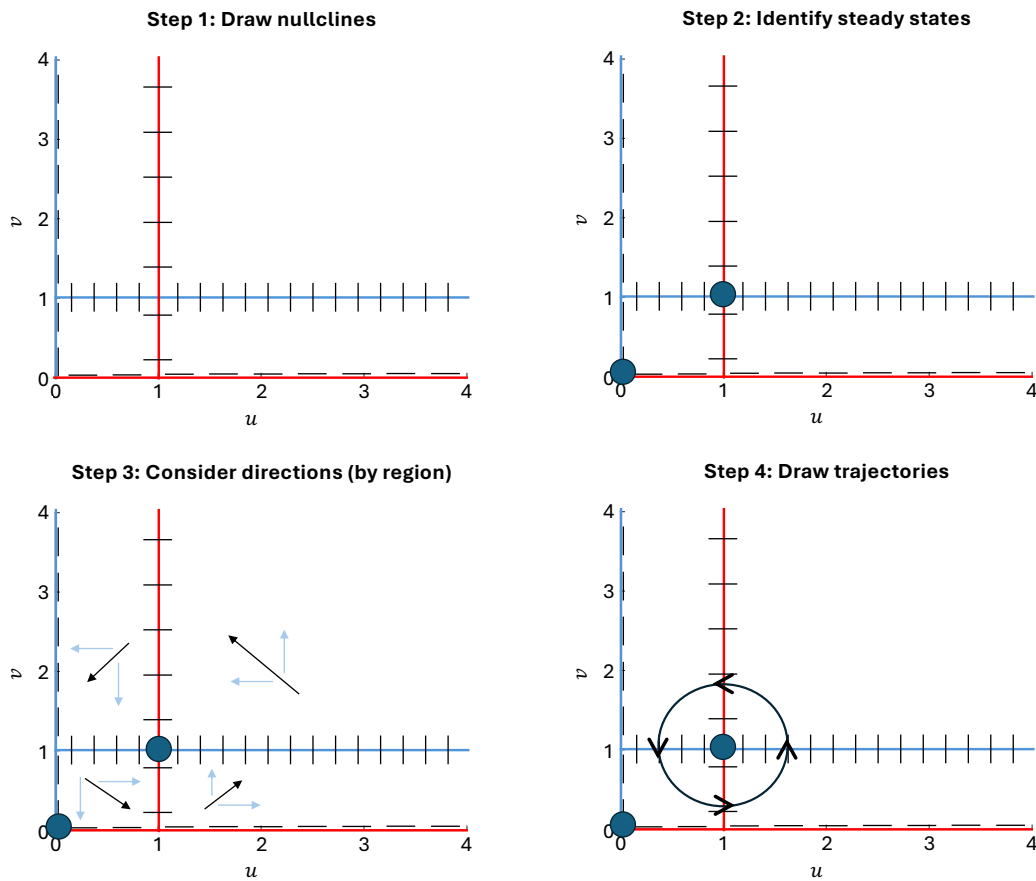 Step 1: Draw nullclines
4
3
2
1
0
v
0 1 2 3 4
u
Step 2: Identify steady states
4
3
2
1
0
v
0 1 2 3 4
u
Step 3: Consider directions (by region)
4
3
2
1
0
v
0 1 2 3 4
u
Step 4: Draw trajectories
4
3
2
1
0
v
0 1 2 3 4
u